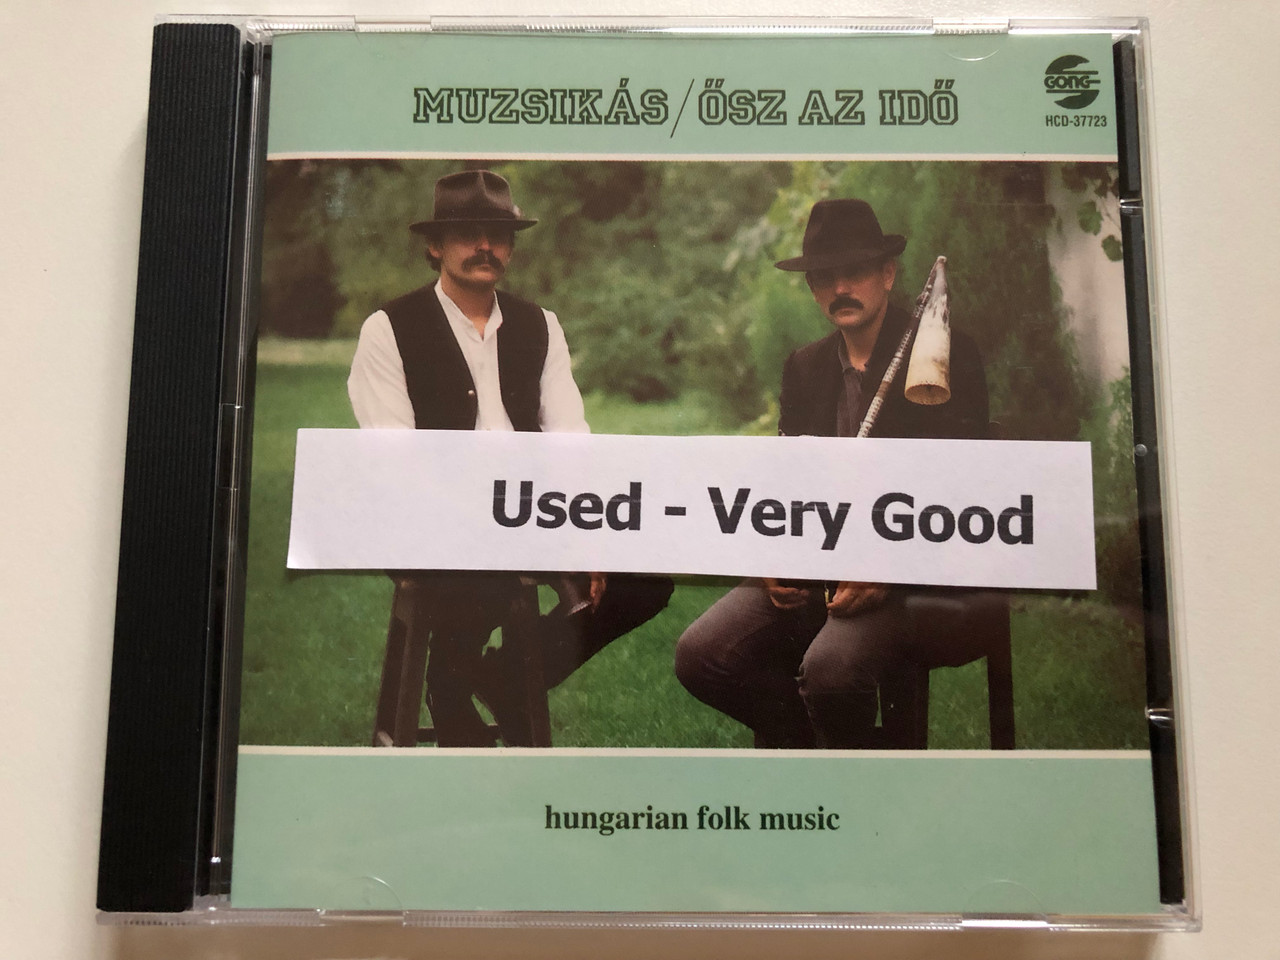 MUZSIKÁS/ŐSZ AZ IDŐ
GONG
HCD-37723
Used - Very Good
hungarian folk music